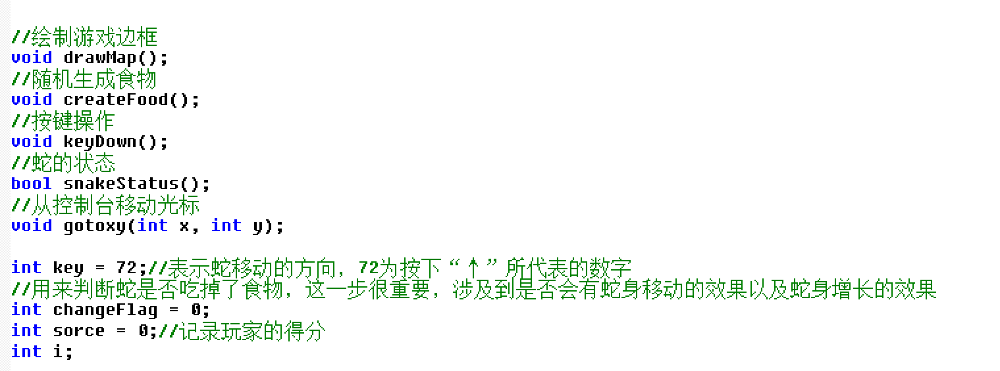 //绘制游戏边框
void drawMap();
//随机生成食物
void createFood();
//按键操作
void keyDown();
//蛇的状态
bool snakeStatus();
//从控制台移动光标
void gotoxy(int x, int y);
int key = 72;//表示蛇移动的方向，72为按下“↑”所代表的数字
//用来判断蛇是否吃掉了食物，这一步很重要，涉及到是否会有蛇身移动的效果以及蛇身增长的效果
int changeFlag = 0;
int sorce = 0;//记录玩家的得分
int i;